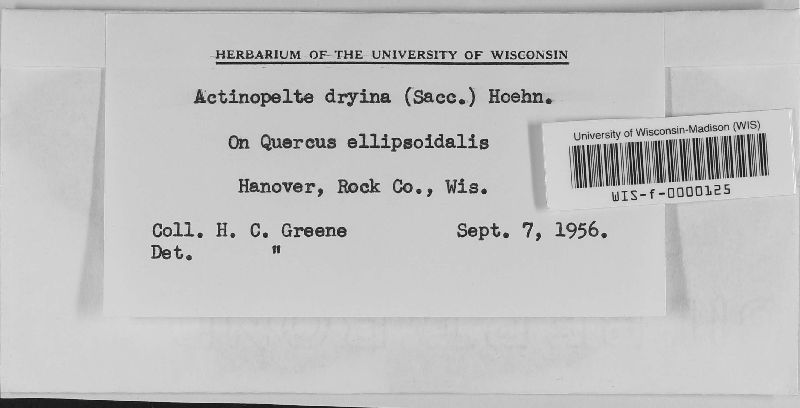 HERBARIUM OF THE UNIVERSITY OF WISCONSIN
Actinopelte dryina (Sacc.) Hoehn.
On Quercus ellipsoidalis
Hanover, Rock Co., Wis.
Coll. H. C. Greene Sept. 7, 1956.
Det. "
University of Wisconsin-Madison (WIS)
WIS-f-0000125